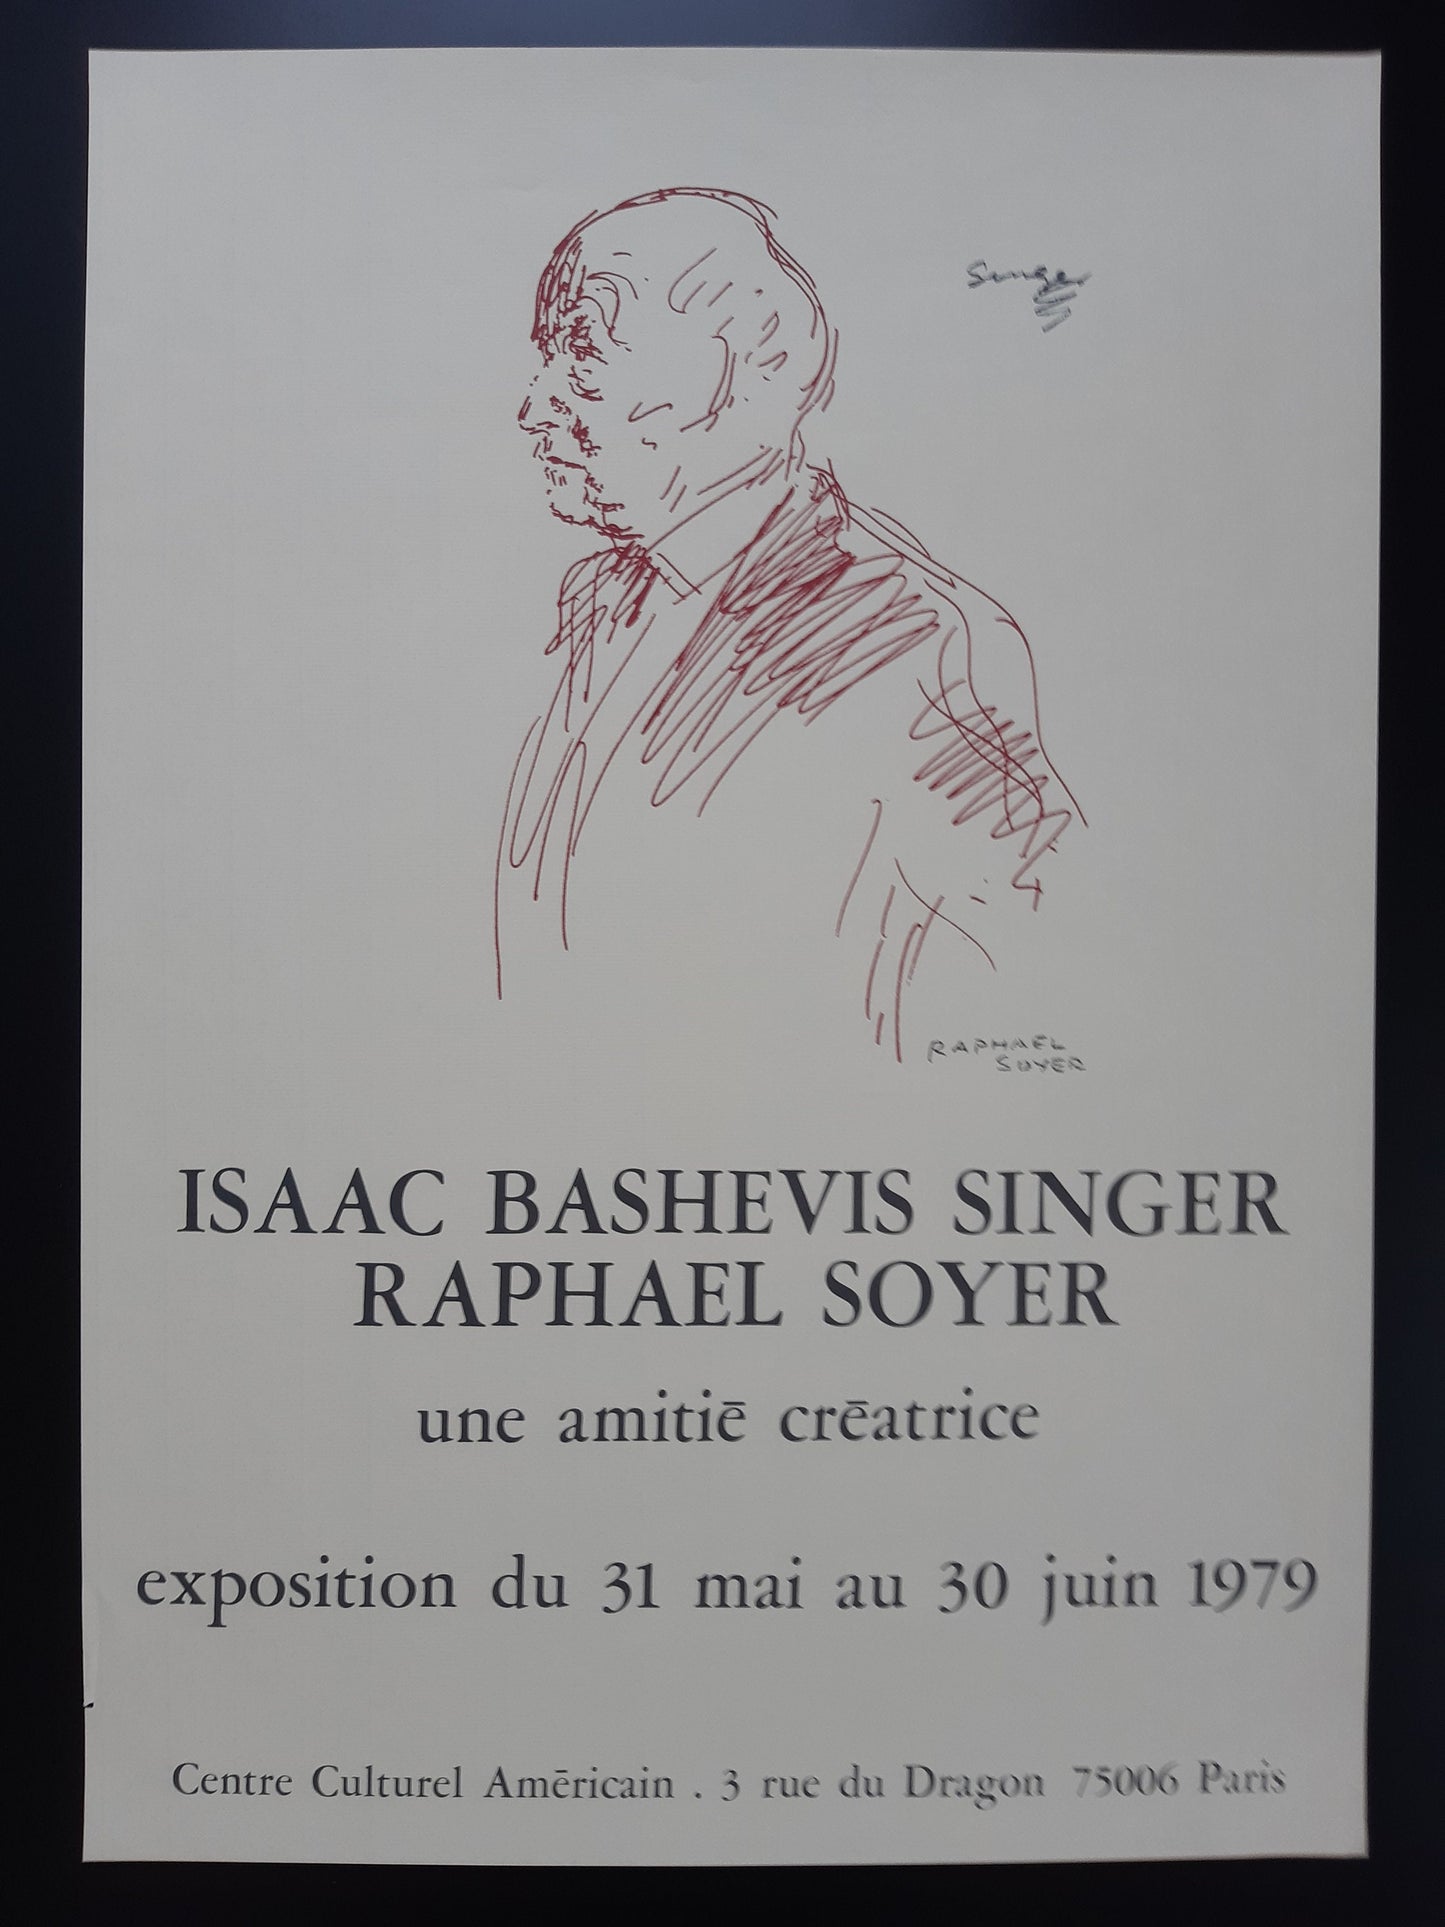 Singer
RAPHAEL
SOYER
ISAAC BASHEVIS SINGER
RAPHAEL SOYER
une amitiē crēatrice
exposition du 31 mai au 30 juin 1979
Centre Culturel Amēricain . 3 rue du Dragon 75006 Paris